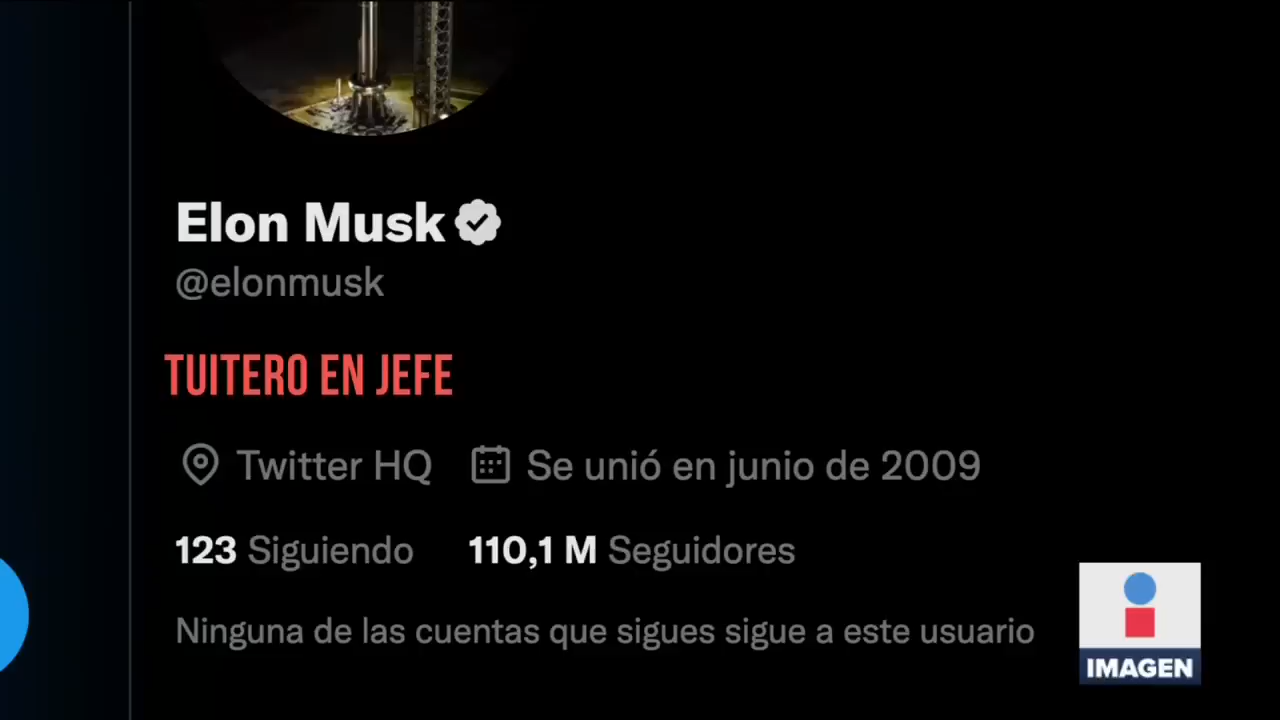 Elon Musk
@elonmusk
TUITERO EN JEFE
Twitter HQ Se unió en junio de 2009
123 Siguiendo 110,1 M Seguidores
Ninguna de las cuentas que sigues sigue a este usuario
IMAGEN